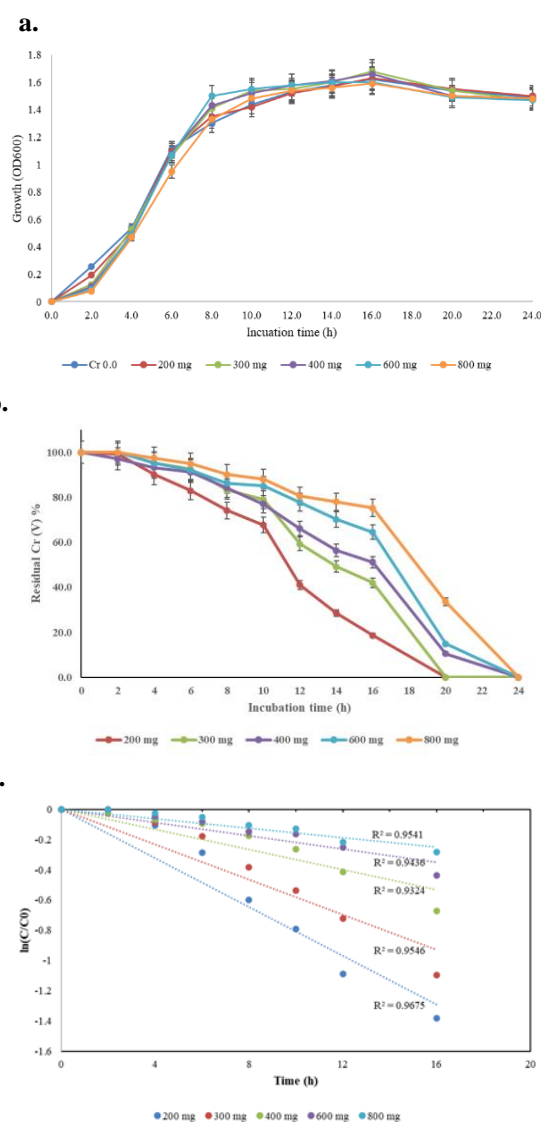 a.
1.8
1.6
1.4
1.2
1
0.8
0.6
0.4
0.2
0
Growth (OD600)
0.0 2.0 4.0 6.0 8.0 10.0 12.0 14.0 16.0 20.0 24.0
Incuation time (h)
Cr 0.0 200 mg 300 mg 400 mg 600 mg 800 mg
100.0
80.0
60.0
40.0
20.0
0.0
Residual Cr (V) %
0 2 4 6 8 10 12 14 16 20 22 24
Incubation time (h)
200 mg 300 mg 400 mg 600 mg 800 mg
0
-0.2
-0.4
-0.6
-0.8
-1
-1.2
-1.4
-1.6
ln(C/C0)
R² = 0.9541
R² = 0.9436
R² = 0.9324
R² = 0.9546
R² = 0.9675
0 4 8 12 16 20
Time (h)
200 mg 300 mg 400 mg 600 mg 800 mg